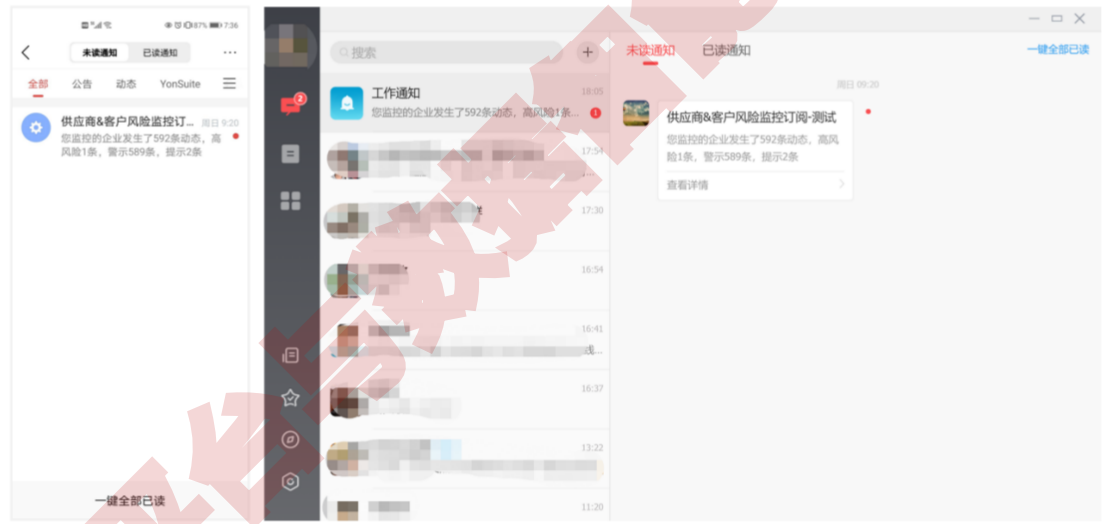 87% 7:36
未读通知 已读通知 ...
全部 公告 动态 YonSuite
供应商&客户风险监控订... 周日 9:20
您监控的企业发生了592条动态，高
风险1条，警示589条，提示2条
一键全部已读
搜索
2
工作通知 18:05
您监控的企业发生了592条动态，高风险1条... 1
17:54
17:30
16:54
16:41
16:37
13:22
11:20
未读通知 已读通知 一键全部已读
周日 09:20
供应商&客户风险监控订阅-测试
您监控的企业发生了592条动态，高风
险1条，警示589条，提示2条
查看详情